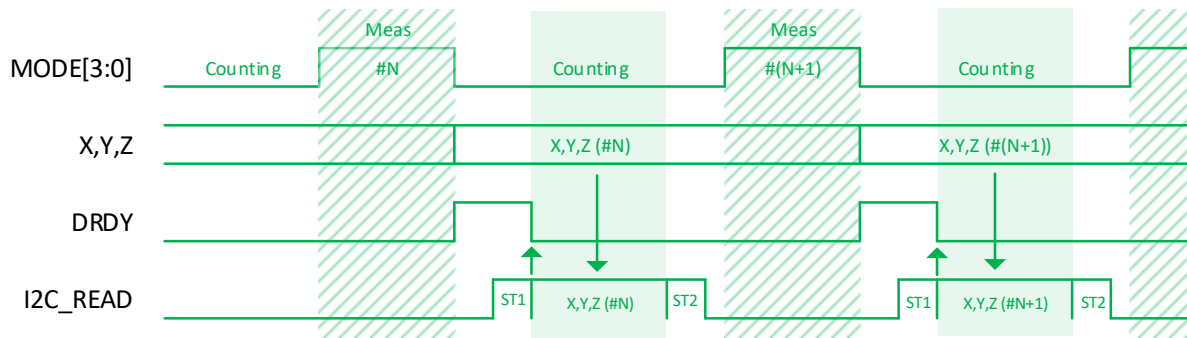 Meas
Meas
MODE[3:0]
Counting
#N
Counting
#(N+1)
Counting
X,Y,Z
X,Y,Z (#N)
X,Y,Z (#(N+1))
DRDY
I2C_READ
ST1
X,Y,Z (#N)
ST2
ST1
X,Y,Z (#N+1)
ST2